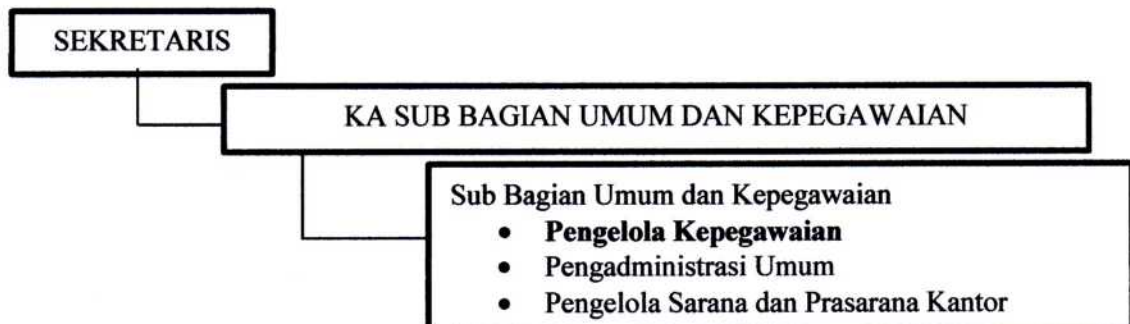 SEKRETARIS
KA SUB BAGIAN UMUM DAN KEPEGAWAIAN
Sub Bagian Umum dan Kepegawaian
• Pengelola Kepegawaian
• Pengadministrasi Umum
• Pengelola Sarana dan Prasarana Kantor